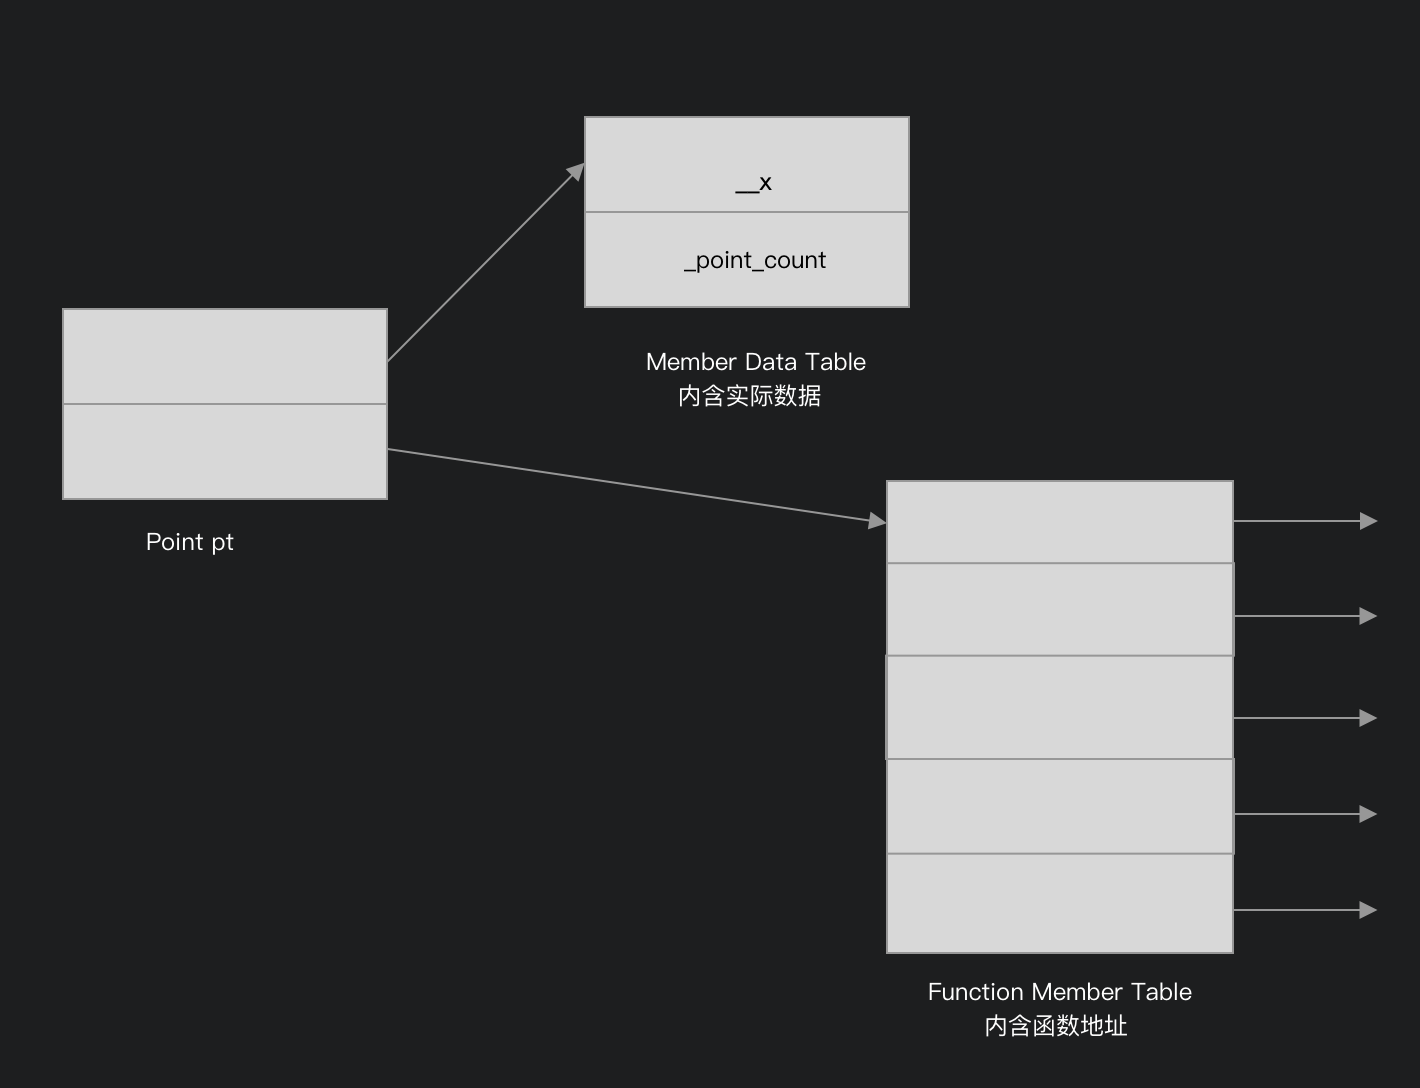 __x
_point_count
Member Data Table
内含实际数据
Point pt
Function Member Table
内含函数地址